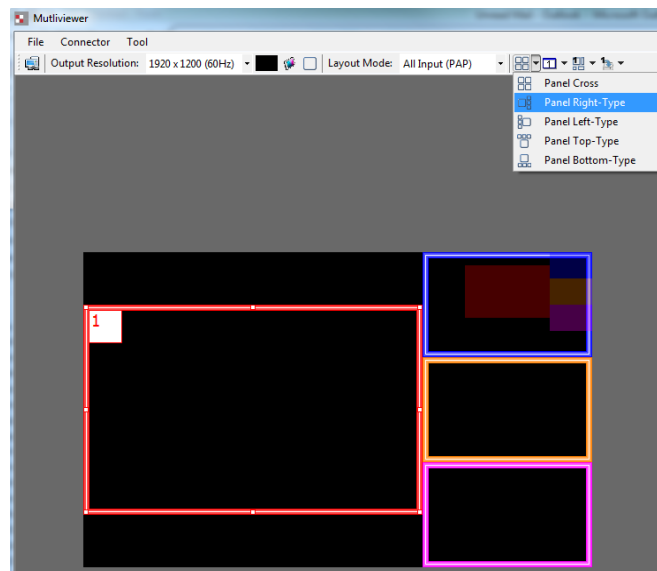 Mutliviewer
File Connector Tool
Output Resolution: 1920 x 1200 (60Hz) Layout Mode: All Input (PAP) 1
Panel Cross
Panel Right-Type
Panel Left-Type
Panel Top-Type
Panel Bottom-Type
1